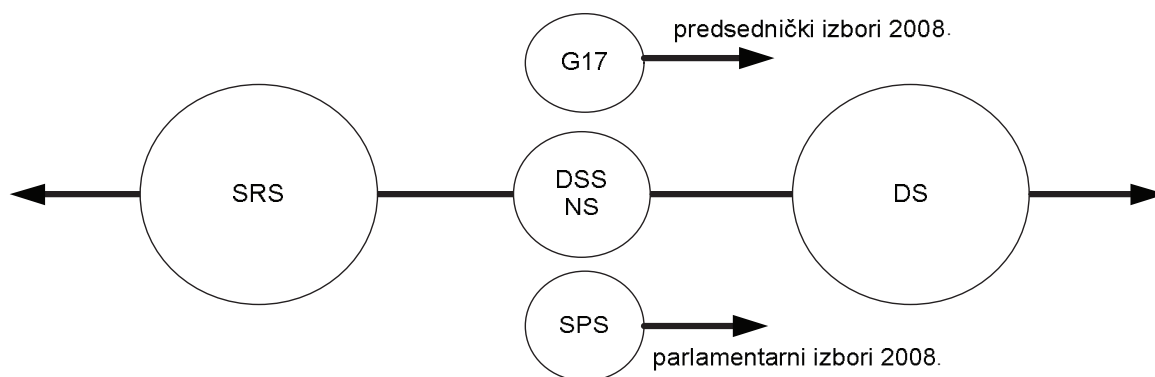 predsednički izbori 2008.
G17
SRS
DSS
NS
DS
SPS
parlamentarni izbori 2008.